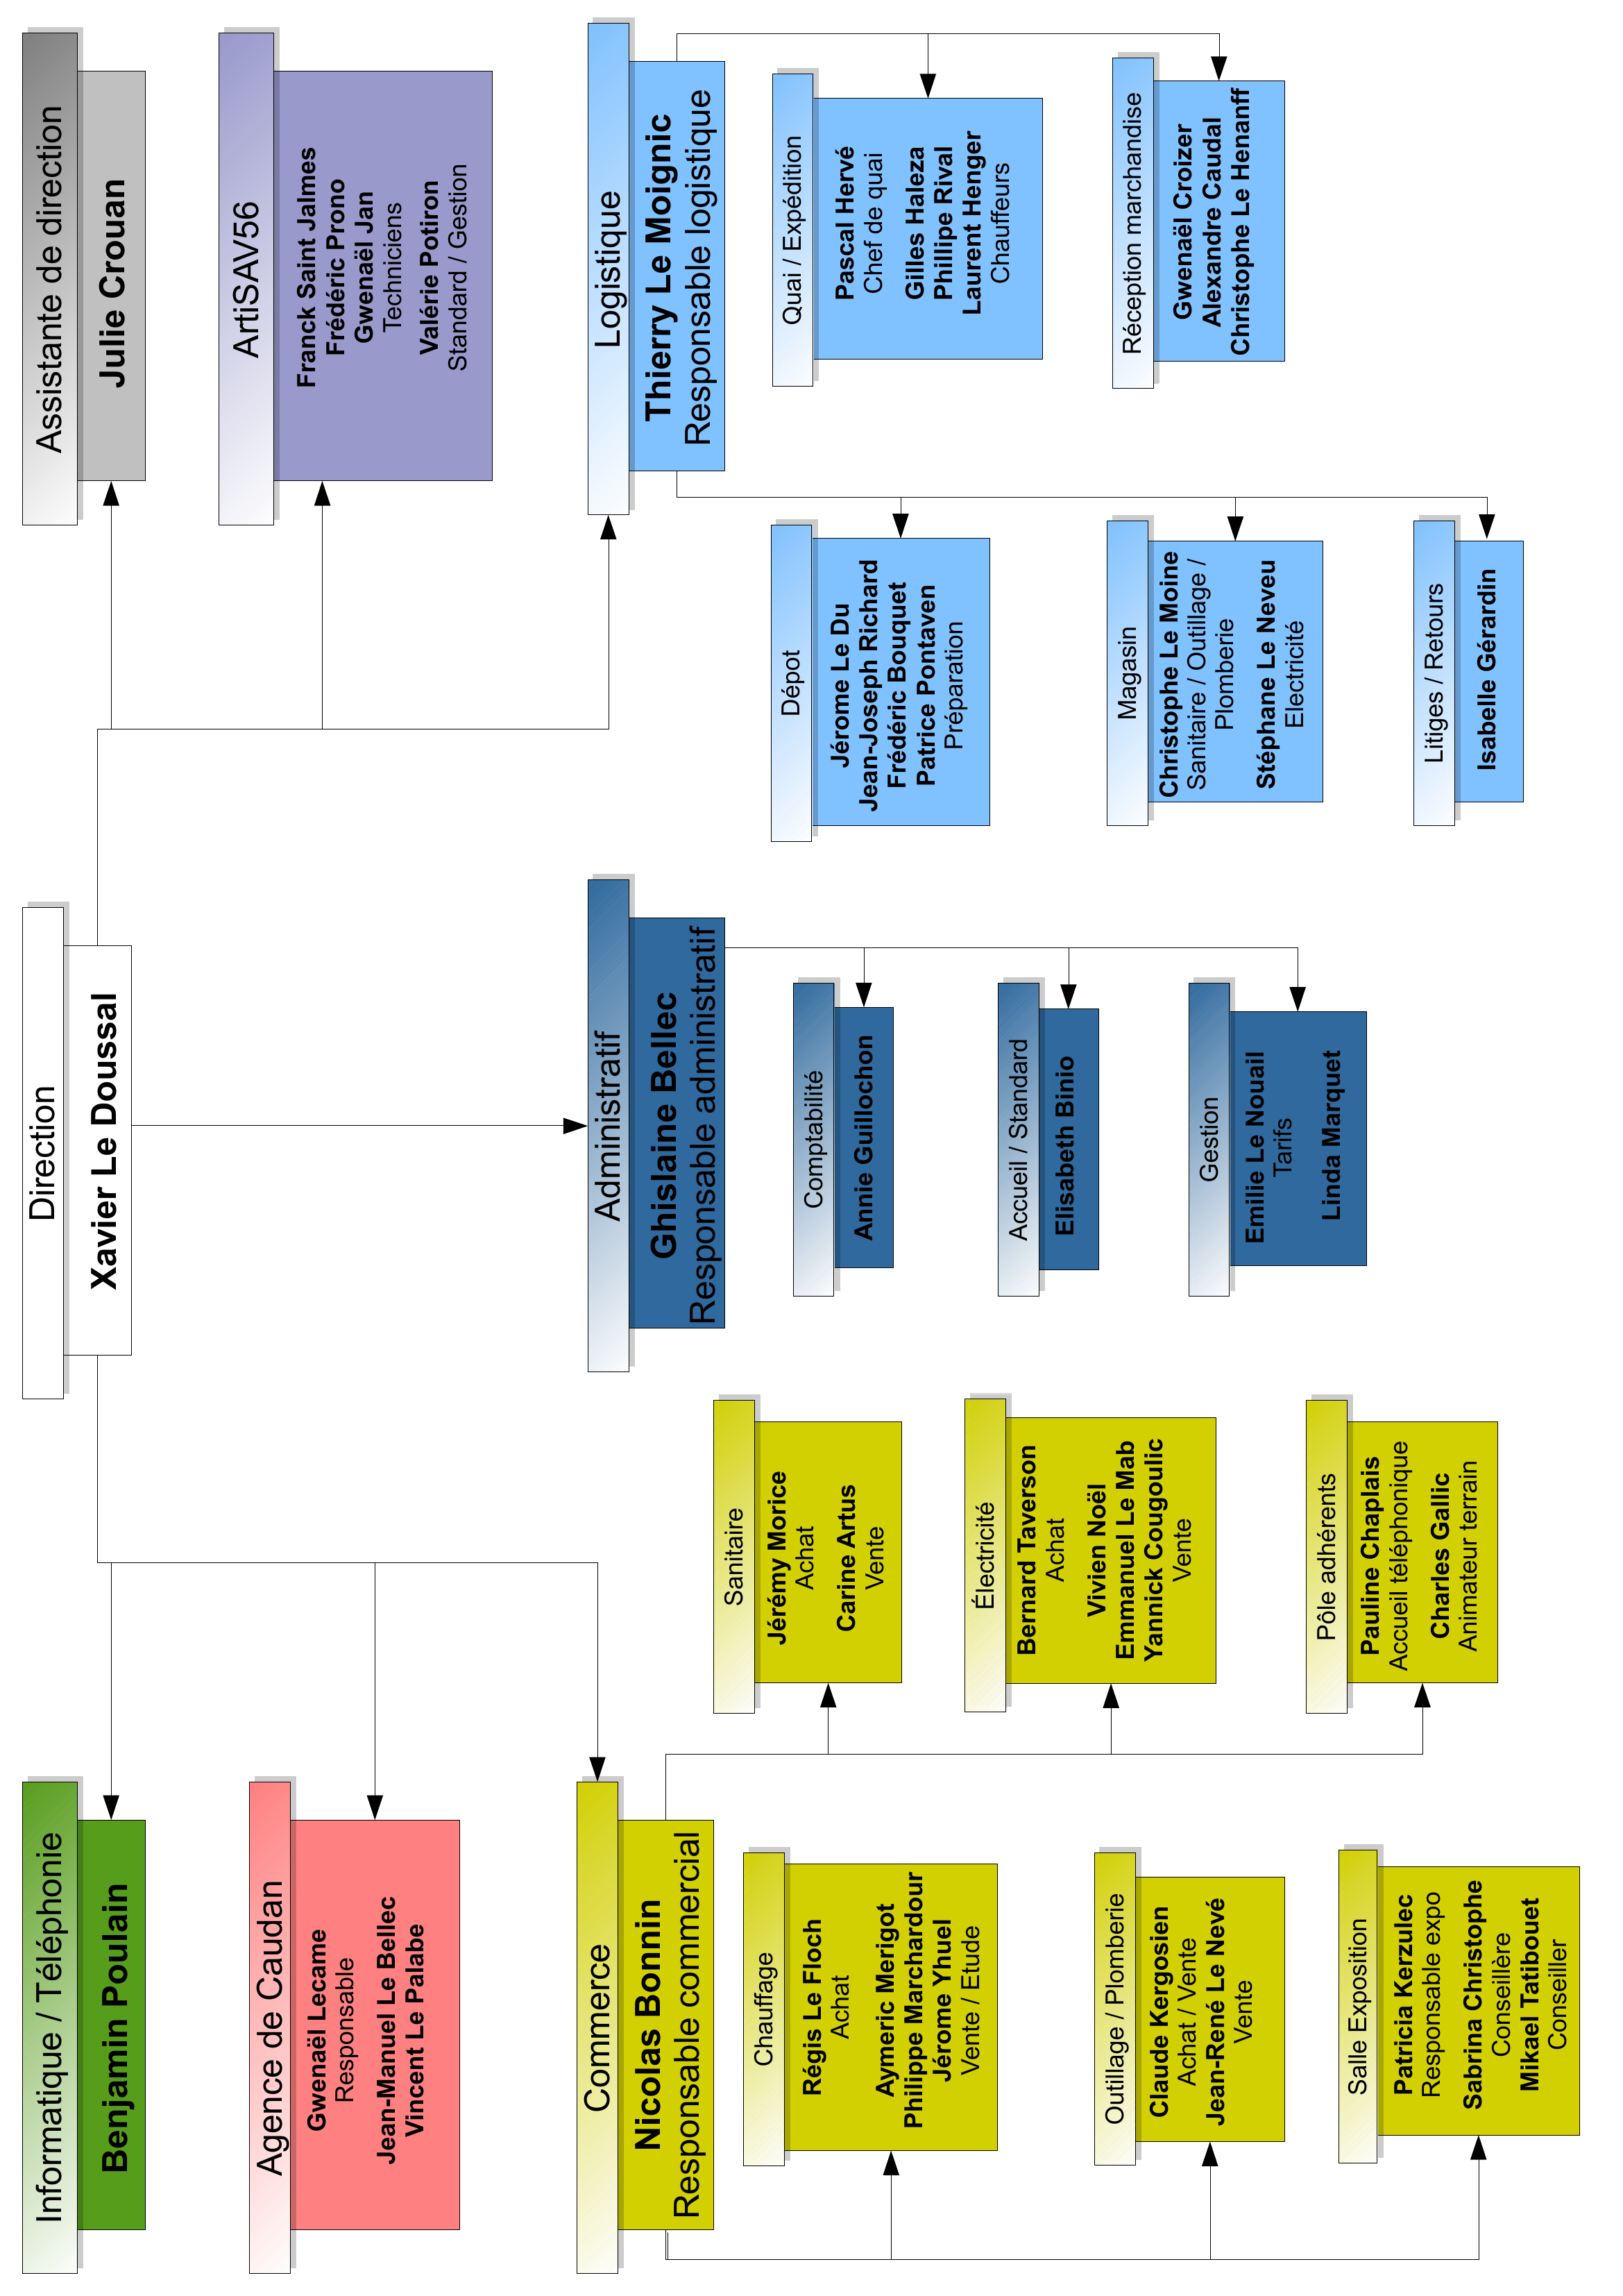 Direction
Xavier Le Doussal
Informatique / Téléphonie
Benjamin Poulain
Assistante de direction
Julie Crouan
Agence de Caudan
Gwenaël Lecame
Responsable
Jean-Manuel Le Bellec
Vincent Le Palabe
ArtiSAV56
Franck Saint Jalmes
Frédéric Prono
Gwenaël Jan
Techniciens
Valérie Potiron
Standard / Gestion
Commerce
Nicolas Bonnin
Responsable commercial
Chauffage
Régis Le Floch
Achat
Aymeric Merigot
Philippe Marchardour
Jérome Yhuel
Vente / Etude
Outillage / Plomberie
Claude Kergosien
Achat / Vente
Jean-René Le Nevé
Vente
Salle Exposition
Patricia Kerzulec
Responsable expo
Sabrina Christophe
Conseillère
Mikael Tatibouet
Conseiller
Sanitaire
Jérémy Morice
Achat
Carine Artus
Vente
Électricité
Bernard Taverson
Achat
Vivien Noël
Emmanuel Le Mab
Yannick Cougoulic
Vente
Pôle adhérents
Pauline Chaplais
Accueil téléphonique
Charles Gallic
Animateur terrain
Administratif
Ghislaine Bellec
Responsable administratif
Comptabilité
Annie Guillochon
Accueil / Standard
Elisabeth Binio
Gestion
Emilie Le Nouail
Tarifs
Linda Marquet
Logistique
Thierry Le Moignic
Responsable logistique
Dépot
Jérome Le Du
Jean-Joseph Richard
Frédéric Bouquet
Patrice Pontaven
Préparation
Magasin
Christophe Le Moine
Sanitaire / Outillage /
Plomberie
Stéphane Le Neveu
Electricité
Litiges / Retours
Isabelle Gérardin
Quai / Expédition
Pascal Hervé
Chef de quai
Gilles Haleza
Phillipe Rival
Laurent Henger
Chauffeurs
Réception marchandise
Gwenaël Croizer
Alexandre Caudal
Christophe Le Henanff